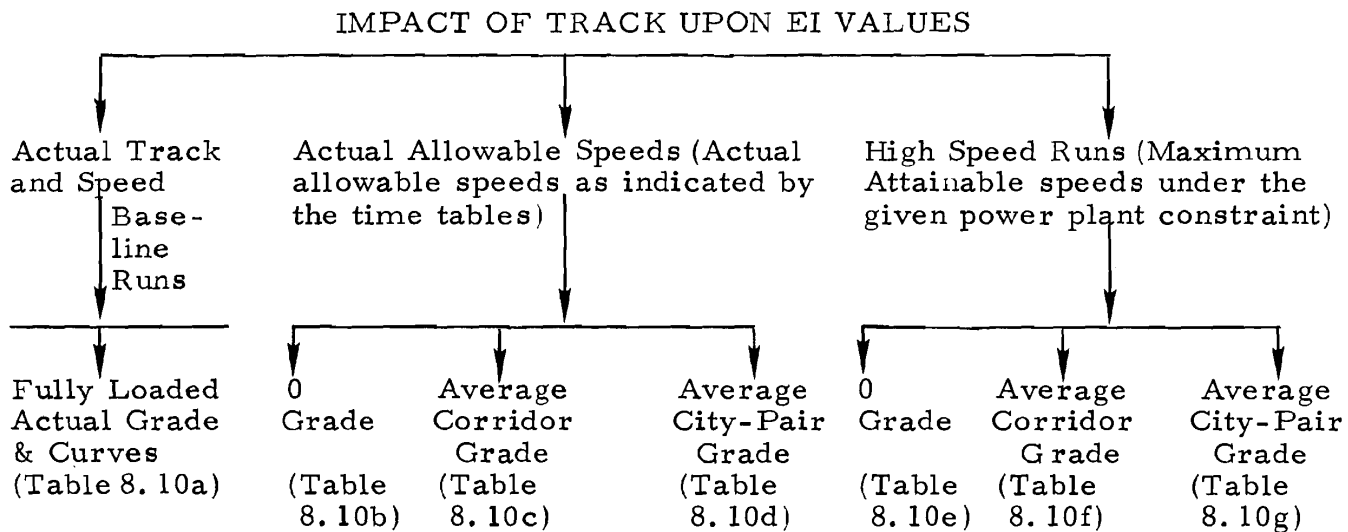 IMPACT OF TRACK UPON EI VALUES
Actual Track
and Speed
Base-
line
Runs
Actual Allowable Speeds (Actual
allowable speeds as indicated by
the time tables)
High Speed Runs (Maximum
Attainable speeds under the
given power plant constraint)
Fully Loaded
Actual Grade
& Curves
(Table 8.10a)
0
Grade
(Table
8.10b)
Average
Corridor
Grade
(Table
8.10c)
Average
City-Pair
Grade
(Table
8.10d)
0
Grade
(Table
8.10e)
Average
Corridor
Grade
(Table
8.10f)
Average
City-Pair
Grade
(Table
8.10g)